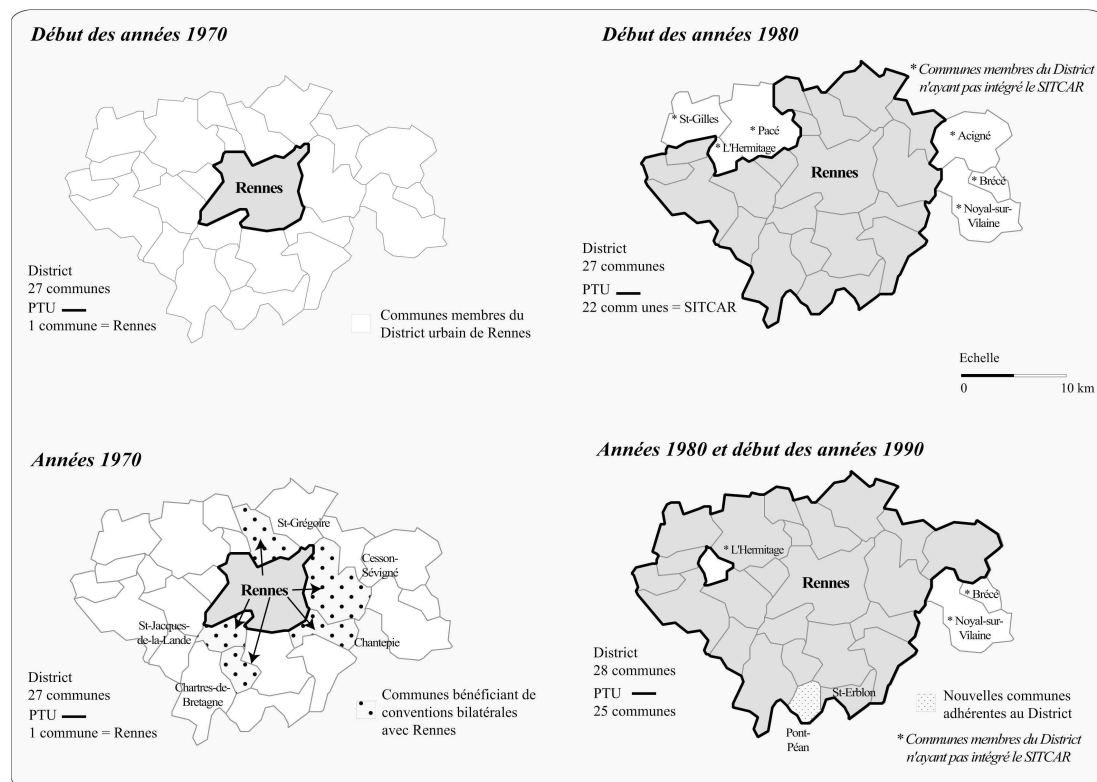 Début des années 1970
Rennes
District
27 communes
PTU
1 commune = Rennes
Communes membres du
District urbain de Rennes
Début des années 1980
* Communes membres du District
n'ayant pas intégré le SITCAR
* St-Gilles
* Pacé
* L'Hermitage
* Acigné
Rennes
* Brécé
* Noyal-sur-
Vilaine
District
27 communes
PTU
22 comm unes = SITCAR
Echelle
0 10 km
Années 1970
St-Grégoire
Cesson-
Sévigné
Rennes
St-Jacques-
de-la-Lande
Chantepie
Chartres-de-
Bretagne
District
27 communes
PTU
1 commune = Rennes
Communes bénéficiant de
conventions bilatérales
avec Rennes
Années 1980 et début des années 1990
* L'Hermitage
Rennes
* Brécé
* Noyal-sur-
Vilaine
District
28 communes
PTU
25 communes
St-Erblon
Pont-
Péan
Nouvelles communes
adhérentes au District
* Communes membres du District
n'ayant pas intégré le SITCAR